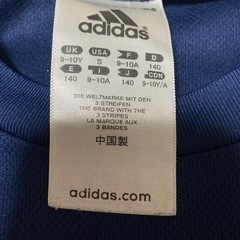 adidas
UK USA F D
9-10Y S 9-10A 140
E I J CDN
140 9-10A 140 9-10Y/A
DIE WELTMARKE MIT DEN
3 STREIFEN
THE BRAND WITH THE
3 STRIPES
LA MARQUE AUX
3 BANDES
中国製
adidas.com